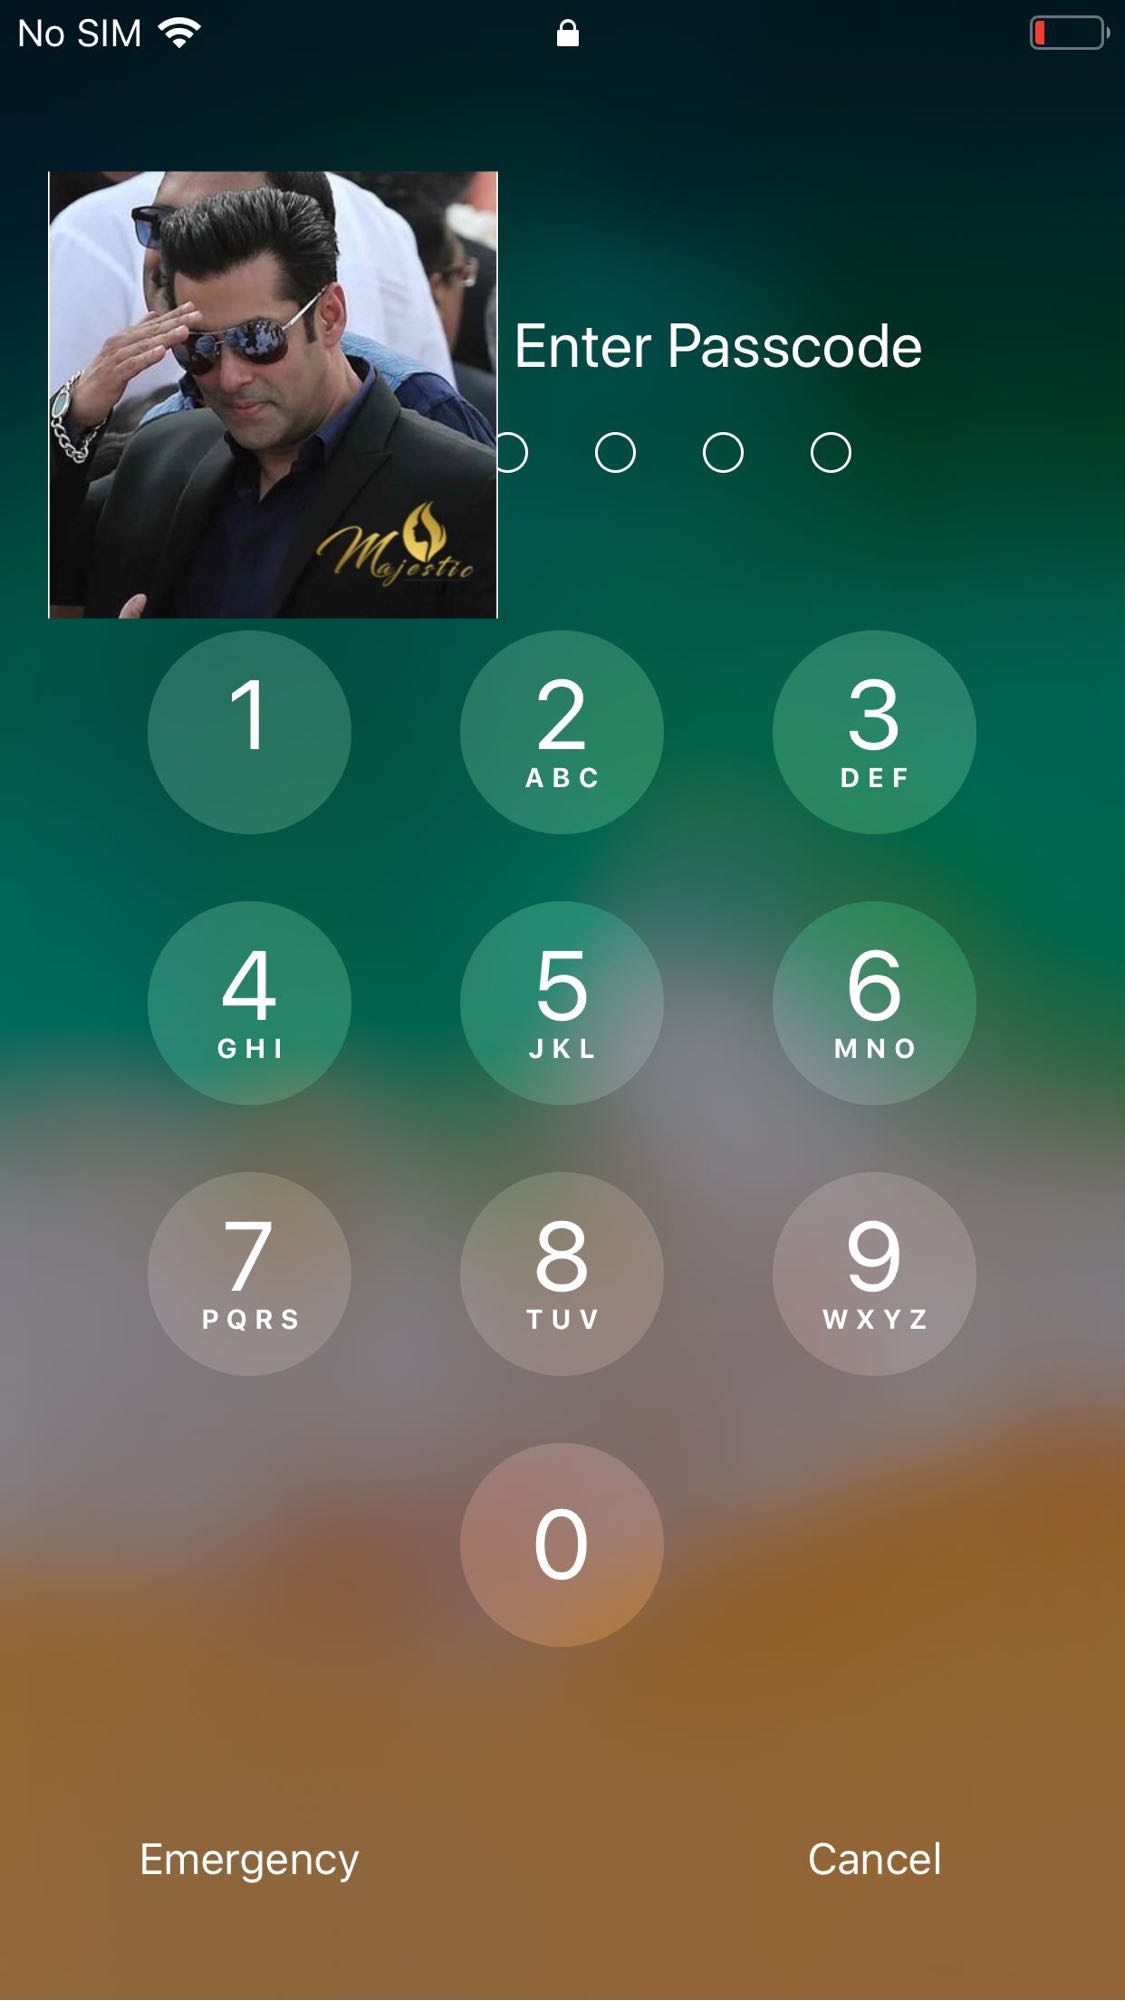 No SIM
Enter Passcode
Majestic
1
2
ABC
3
DEF
4
GHI
5
JKL
6
MNO
7
PQRS
8
TUV
9
WXYZ
0
Emergency
Cancel